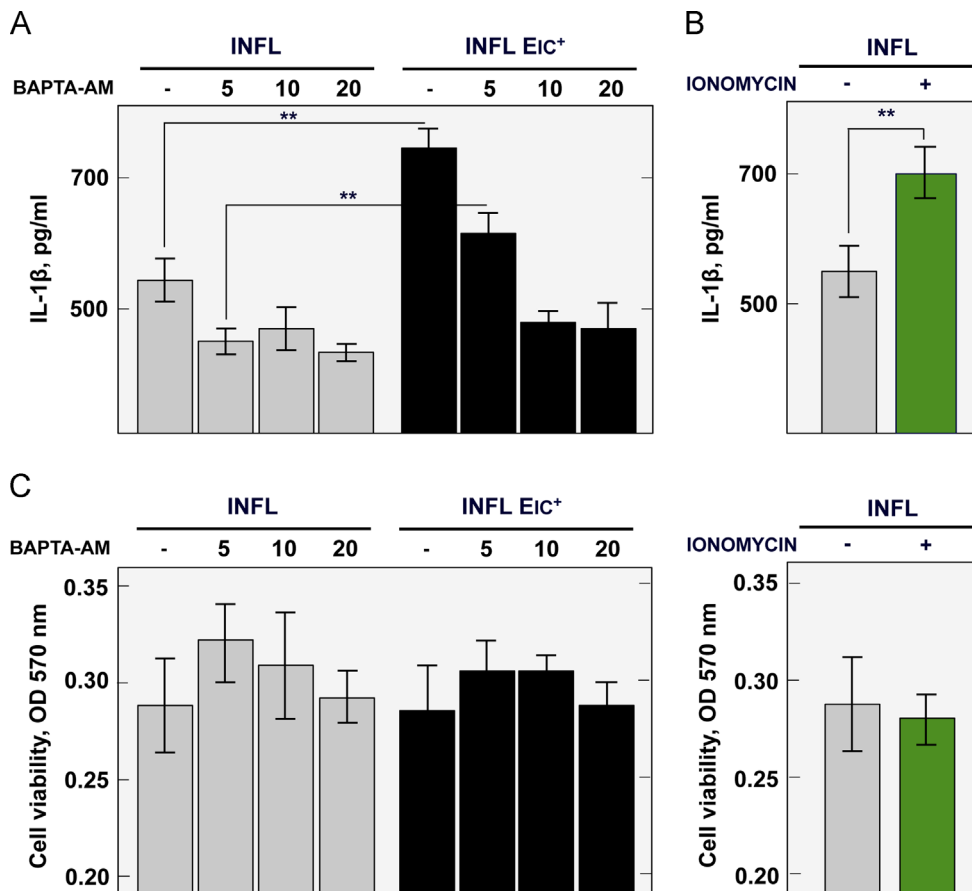 A
INFL INFL EIC⁺
BAPTA-AM - 5 10 20 - 5 10 20
**
**
700
500
IL-1β, pg/ml
B
INFL
IONOMYCIN - +
**
700
500
IL-1β, pg/ml
C
INFL INFL EIC⁺
BAPTA-AM - 5 10 20 - 5 10 20
0.35
0.30
0.25
0.20
Cell viability, OD 570 nm
INFL
IONOMYCIN - +
0.35
0.30
0.25
0.20
Cell viability, OD 570 nm